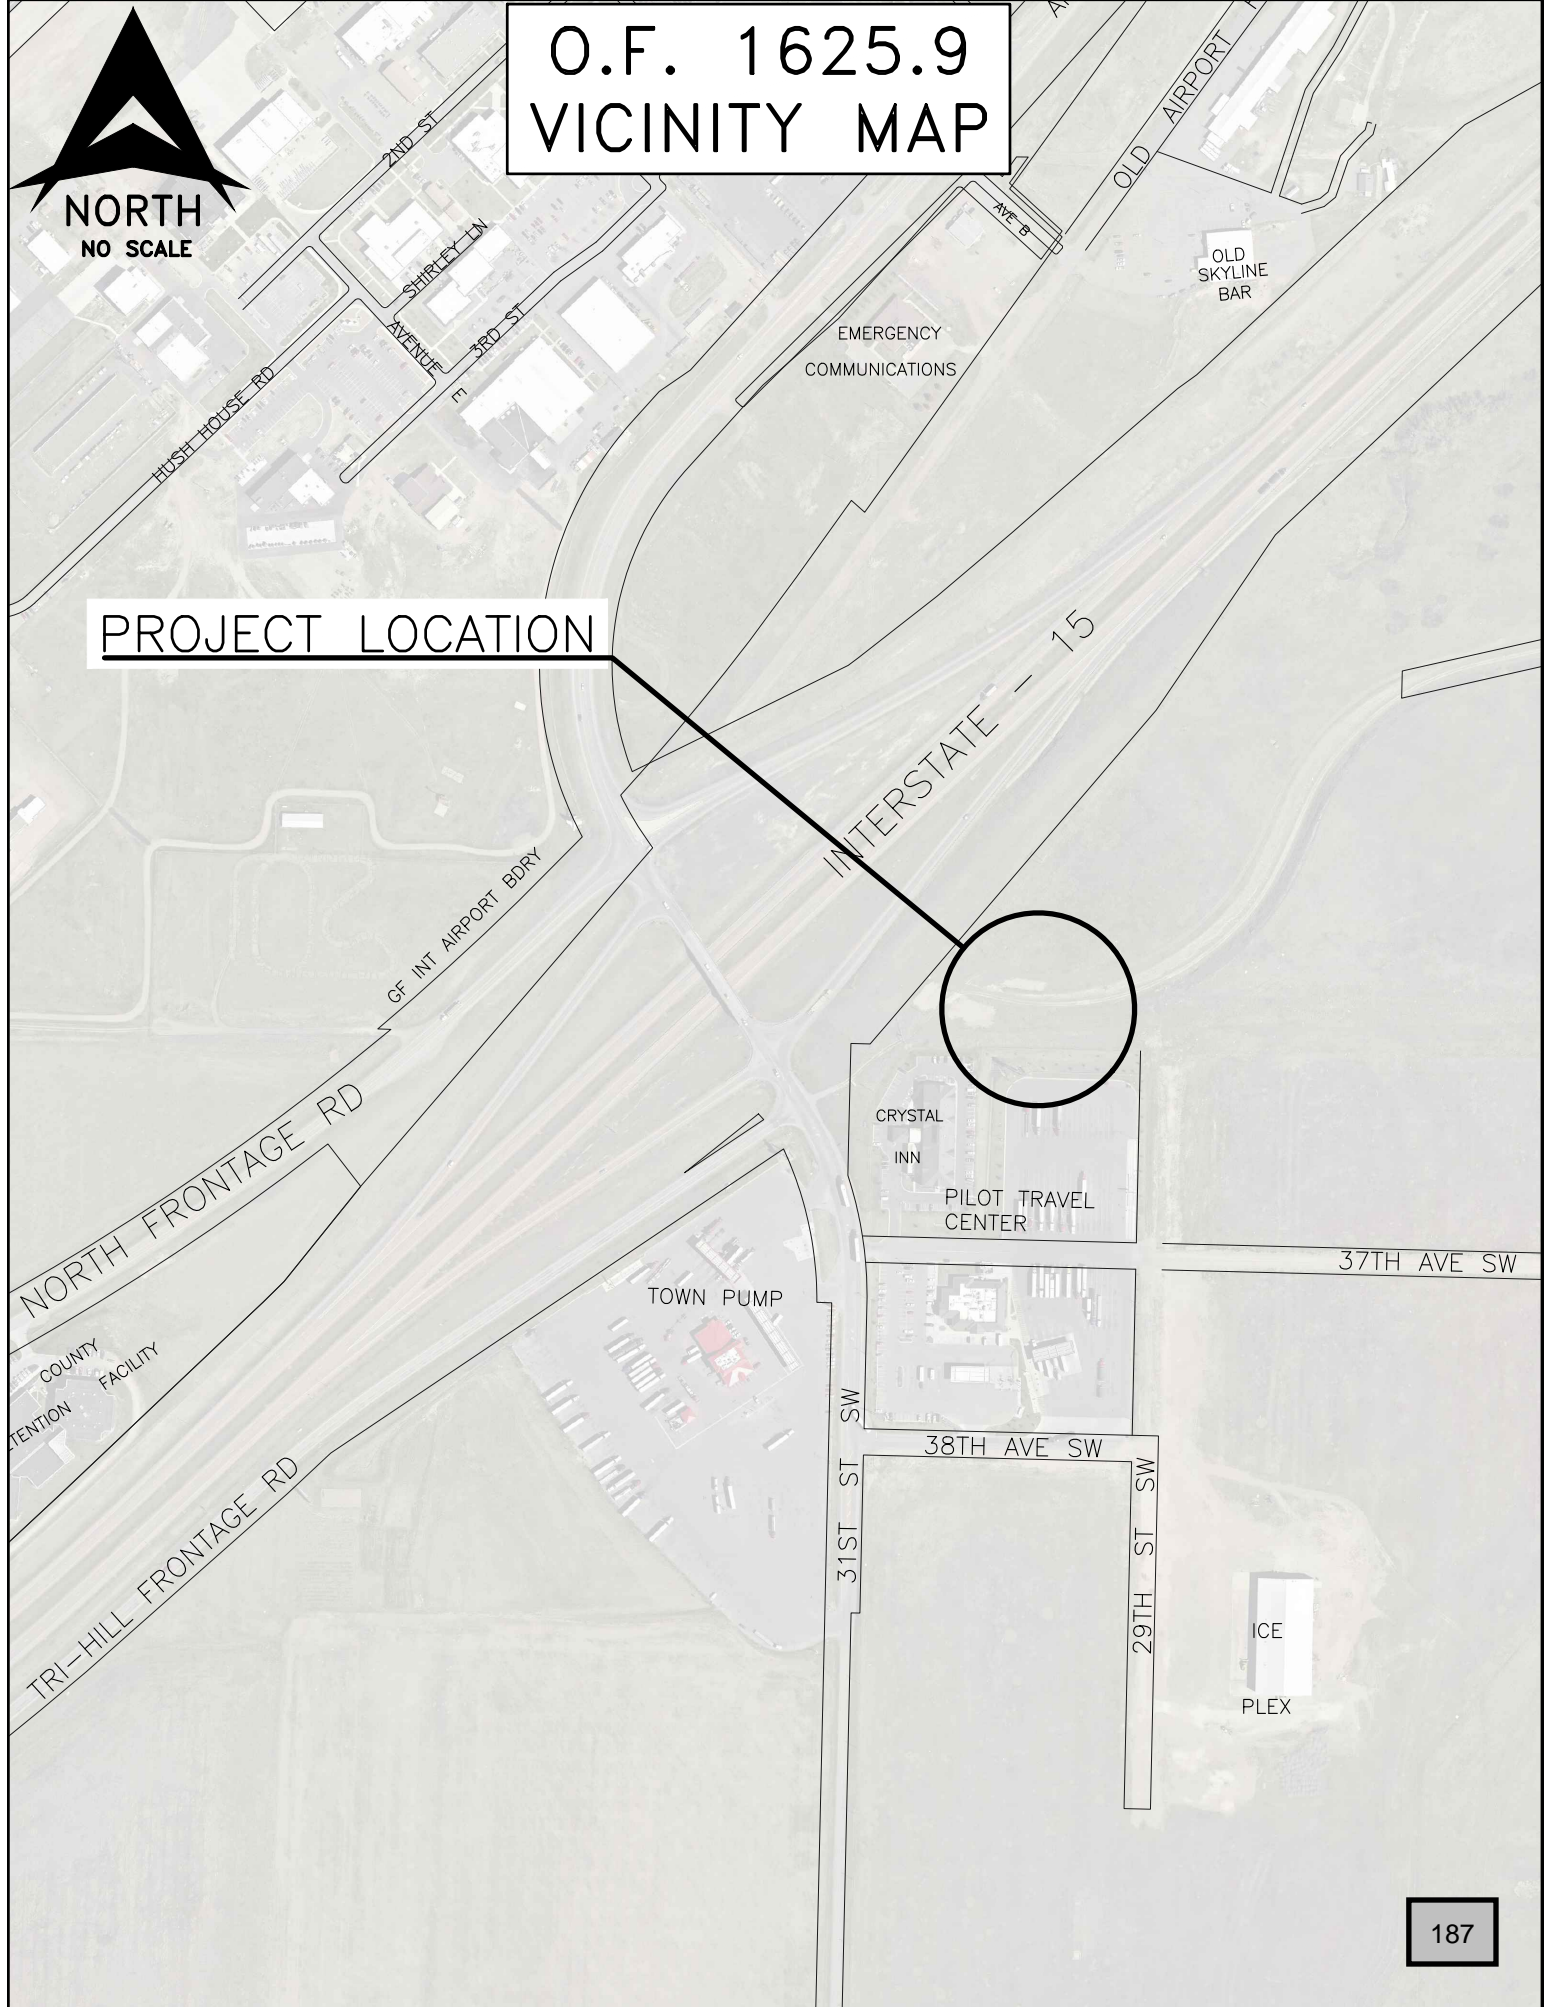 O.F. 1625.9
VICINITY MAP
NORTH
NO SCALE
2ND ST
SHIRLEY LN
3RD ST
AVENUE E
HUSH HOUSE RD
OLD AIRPORT
AVE B
OLD
SKYLINE
BAR
EMERGENCY
COMMUNICATIONS
PROJECT LOCATION
INTERSTATE - 15
GF INT AIRPORT BDRY
NORTH FRONTAGE RD
CRYSTAL
INN
PILOT TRAVEL
CENTER
37TH AVE SW
TOWN PUMP
COUNTY
FACILITY
TRI-HILL FRONTAGE RD
31ST ST SW
38TH AVE SW
29TH ST SW
ICE
PLEX
187